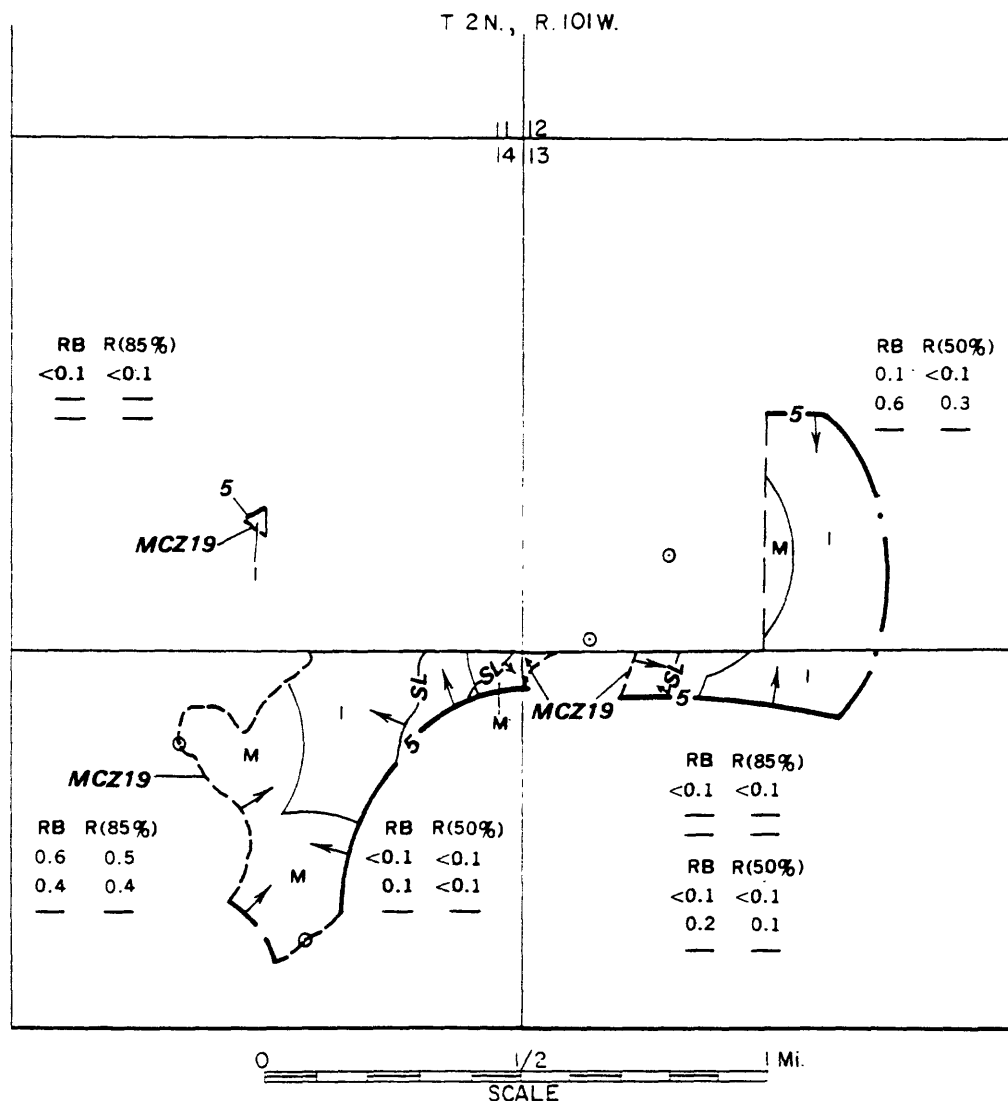 T 2 N., R. 101 W.
11 12
14 13
RB R(85%)
<0.1 <0.1
— —
— —
RB R(50%)
0.1 <0.1
0.6 0.3
— —
5
5
MCZ19
I
M
I
SL
SL
I
SL
I
M
MCZ19
5
I
M
5
MCZ19
RB R(85%)
0.6 0.5
0.4 0.4
— —
M
RB R(50%)
<0.1 <0.1
0.1 <0.1
— —
RB R(85%)
<0.1 <0.1
— —
— —
RB R(50%)
<0.1 <0.1
0.2 0.1
— —
0 1/2 1 Mi.
SCALE